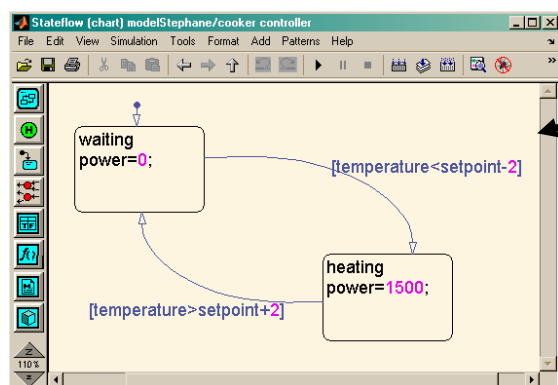 Stateflow (chart) modelStephane/cooker controller
File Edit View Simulation Tools Format Add Patterns Help
waiting
power=0;
[temperature<setpoint-2]
heating
power=1500;
[temperature>setpoint+2]
110%